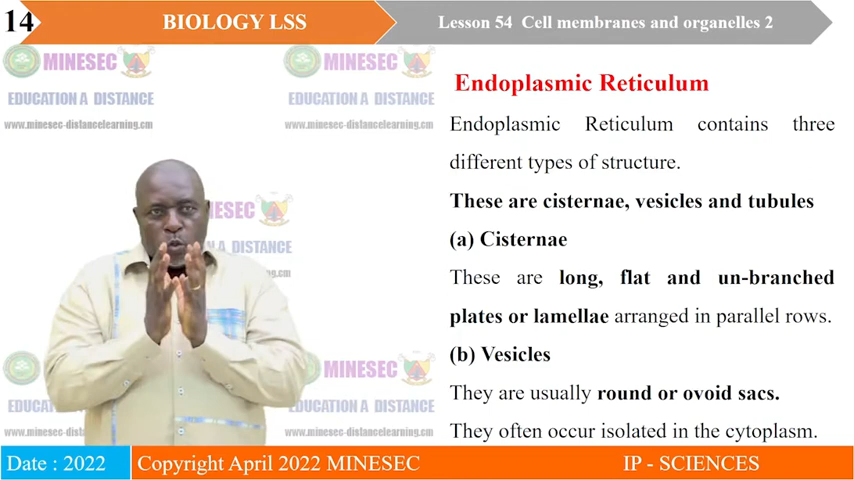 14
BIOLOGY LSS
Lesson 54 Cell membranes and organelles 2
MINESEC
MINESEC
EDUCATION A DISTANCE
EDUCATION A DISTANCE
www.minesec-distancelearning.cm
www.minesec-distancelearning.cm
Endoplasmic Reticulum
Endoplasmic Reticulum contains three
different types of structure.
These are cisternae, vesicles and tubules
(a) Cisternae
These are long, flat and un-branched
plates or lamellae arranged in parallel rows.
(b) Vesicles
They are usually round or ovoid sacs.
They often occur isolated in the cytoplasm.
MINESEC
EDUCATION A DISTANCE
www.minesec-distancelearning.cm
Date : 2022
Copyright April 2022 MINESEC
IP - SCIENCES